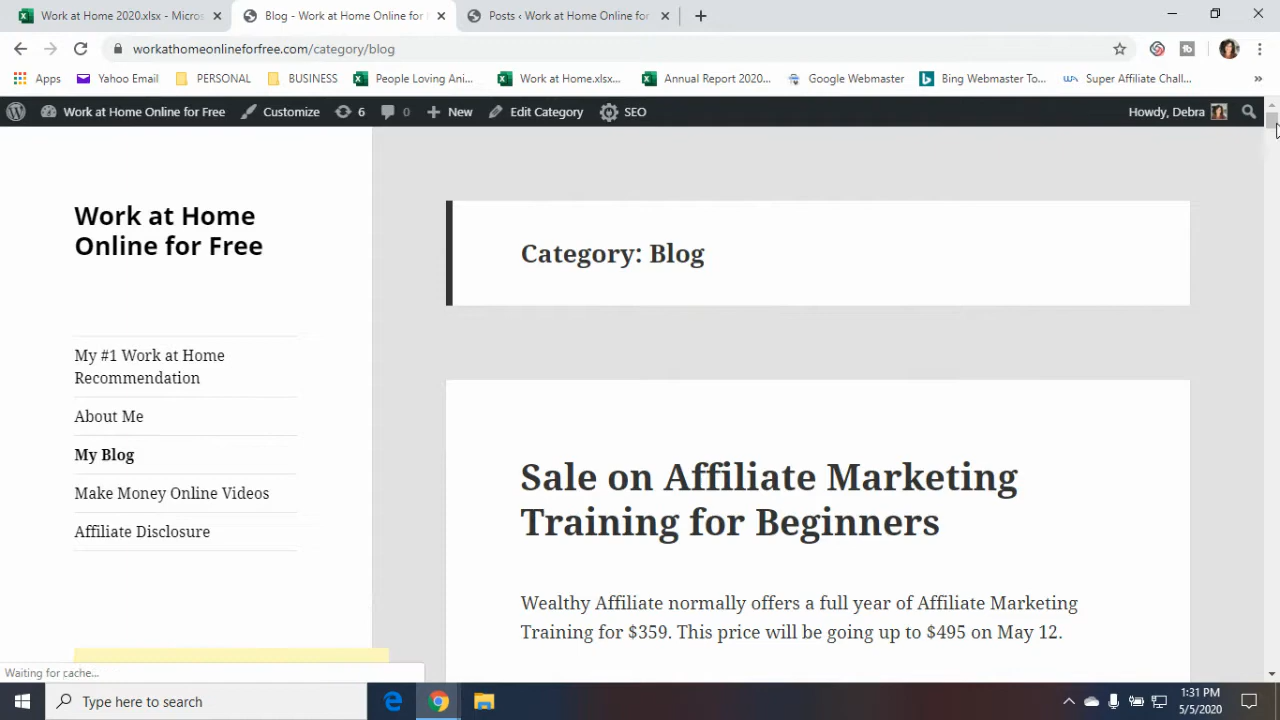 Work at Home 2020.xlsx - Micros
Blog - Work at Home Online for F
Posts ‹ Work at Home Online for
workathomeonlineforfree.com/category/blog
Apps
Yahoo Email
PERSONAL
BUSINESS
People Loving Ani...
Work at Home.xlsx...
Annual Report 2020...
Google Webmaster
Bing Webmaster To...
Super Affiliate Chall...
»
Work at Home Online for Free
Customize
6
0
New
Edit Category
SEO
Howdy, Debra
Work at Home
Online for Free
Category: Blog
My #1 Work at Home
Recommendation
About Me
My Blog
Make Money Online Videos
Affiliate Disclosure
Sale on Affiliate Marketing
Training for Beginners
Wealthy Affiliate normally offers a full year of Affiliate Marketing
Training for $359. This price will be going up to $495 on May 12.
Waiting for cache...
Type here to search
1:31 PM
5/5/2020